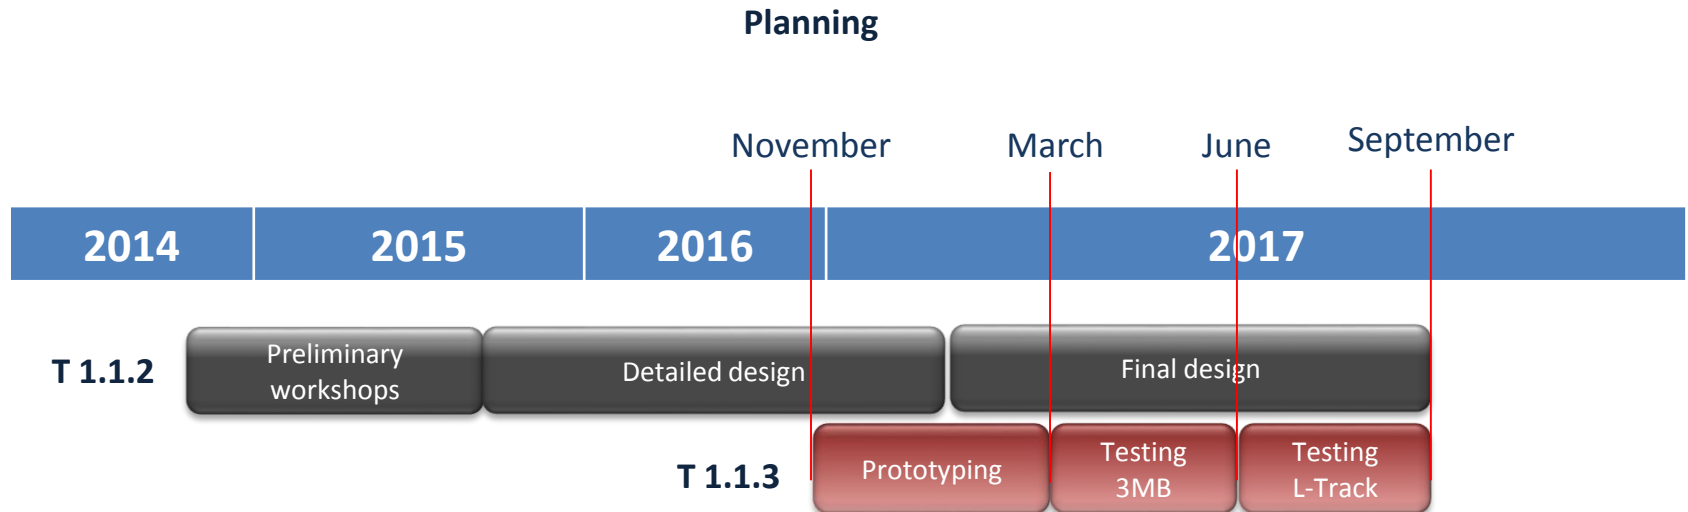 Planning
November March June September
2014 2015 2016 2017
T 1.1.2
Preliminary
workshops
Detailed design
Final design
T 1.1.3
Prototyping
Testing
3MB
Testing
L-Track